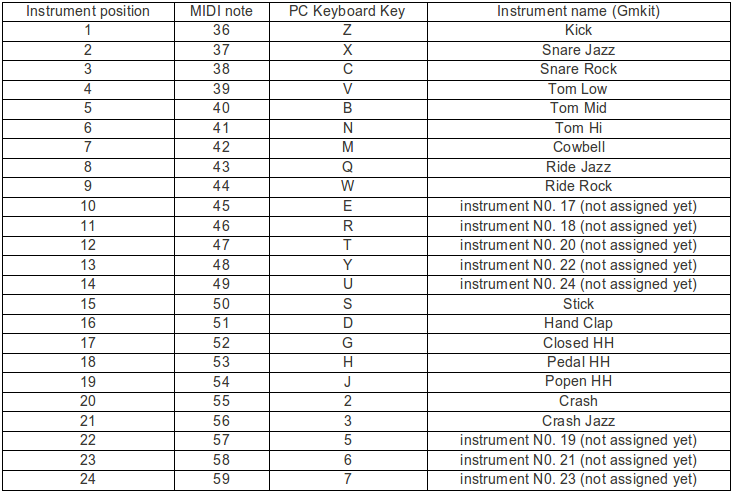 Instrument position MIDI note PC Keyboard Key Instrument name (Gmkit)
1 36 Z Kick
2 37 X Snare Jazz
3 38 C Snare Rock
4 39 V Tom Low
5 40 B Tom Mid
6 41 N Tom Hi
7 42 M Cowbell
8 43 Q Ride Jazz
9 44 W Ride Rock
10 45 E instrument N0. 17 (not assigned yet)
11 46 R instrument N0. 18 (not assigned yet)
12 47 T instrument N0. 20 (not assigned yet)
13 48 Y instrument N0. 22 (not assigned yet)
14 49 U instrument N0. 24 (not assigned yet)
15 50 S Stick
16 51 D Hand Clap
17 52 G Closed HH
18 53 H Pedal HH
19 54 J Popen HH
20 55 2 Crash
21 56 3 Crash Jazz
22 57 5 instrument N0. 19 (not assigned yet)
23 58 6 instrument N0. 21 (not assigned yet)
24 59 7 instrument N0. 23 (not assigned yet)